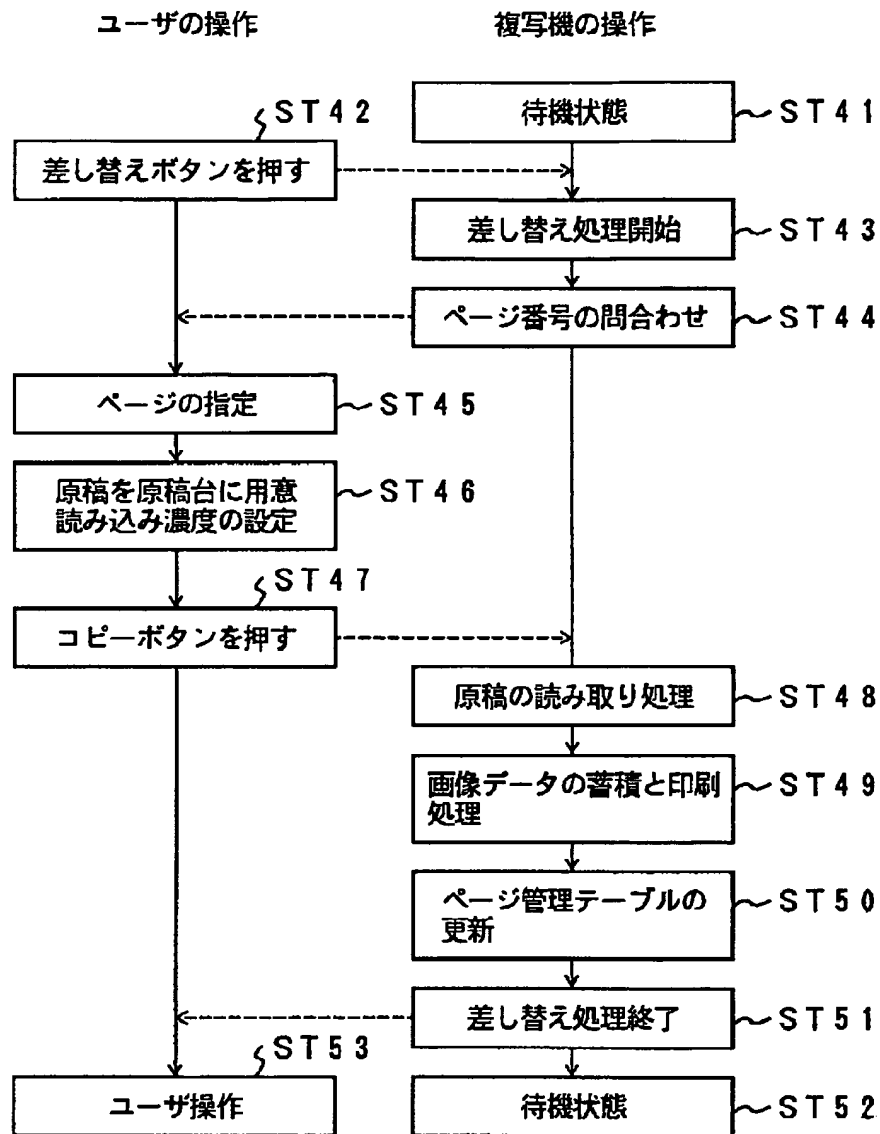 ユーザの操作
複写機の操作
待機状態
ST41
ST42
差し替えボタンを押す
差し替え処理開始
ST43
ページ番号の問合わせ
ST44
ページの指定
ST45
原稿を原稿台に用意
読み込み濃度の設定
ST46
ST47
コピーボタンを押す
原稿の読み取り処理
ST48
画像データの蓄積と印刷
処理
ST49
ページ管理テーブルの
更新
ST50
差し替え処理終了
ST51
ST53
ユーザ操作
待機状態
ST52